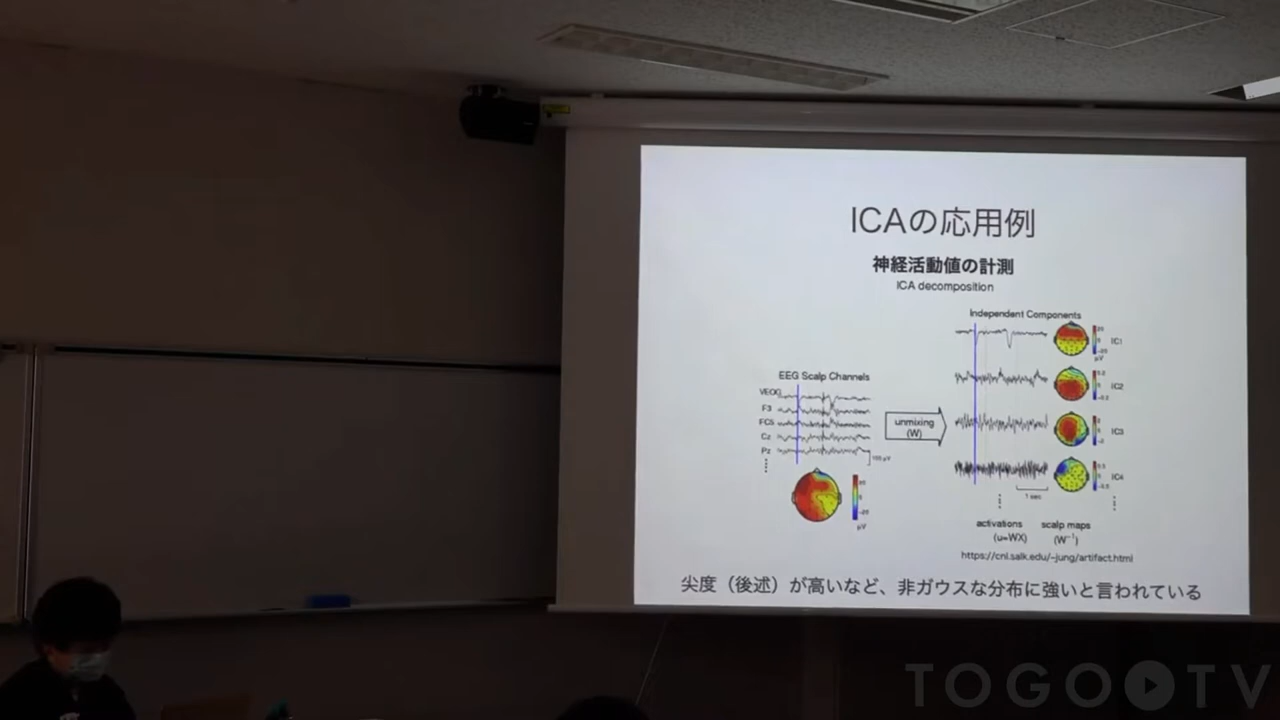 ICAの応用例
神経活動値の計測
ICA decomposition
Independent Components
IC1
IC2
IC3
IC4
EEG Scalp Channels
VEOG
F3
FC5
Cz
Pz
unmixing
(W)
μV
1 sec
activations
(u=WX)
scalp maps
(W⁻¹)
https://cnl.salk.edu/~jung/artifact.html
尖度（後述）が高いなど、非ガウスな分布に強いと言われている
TOGO TV